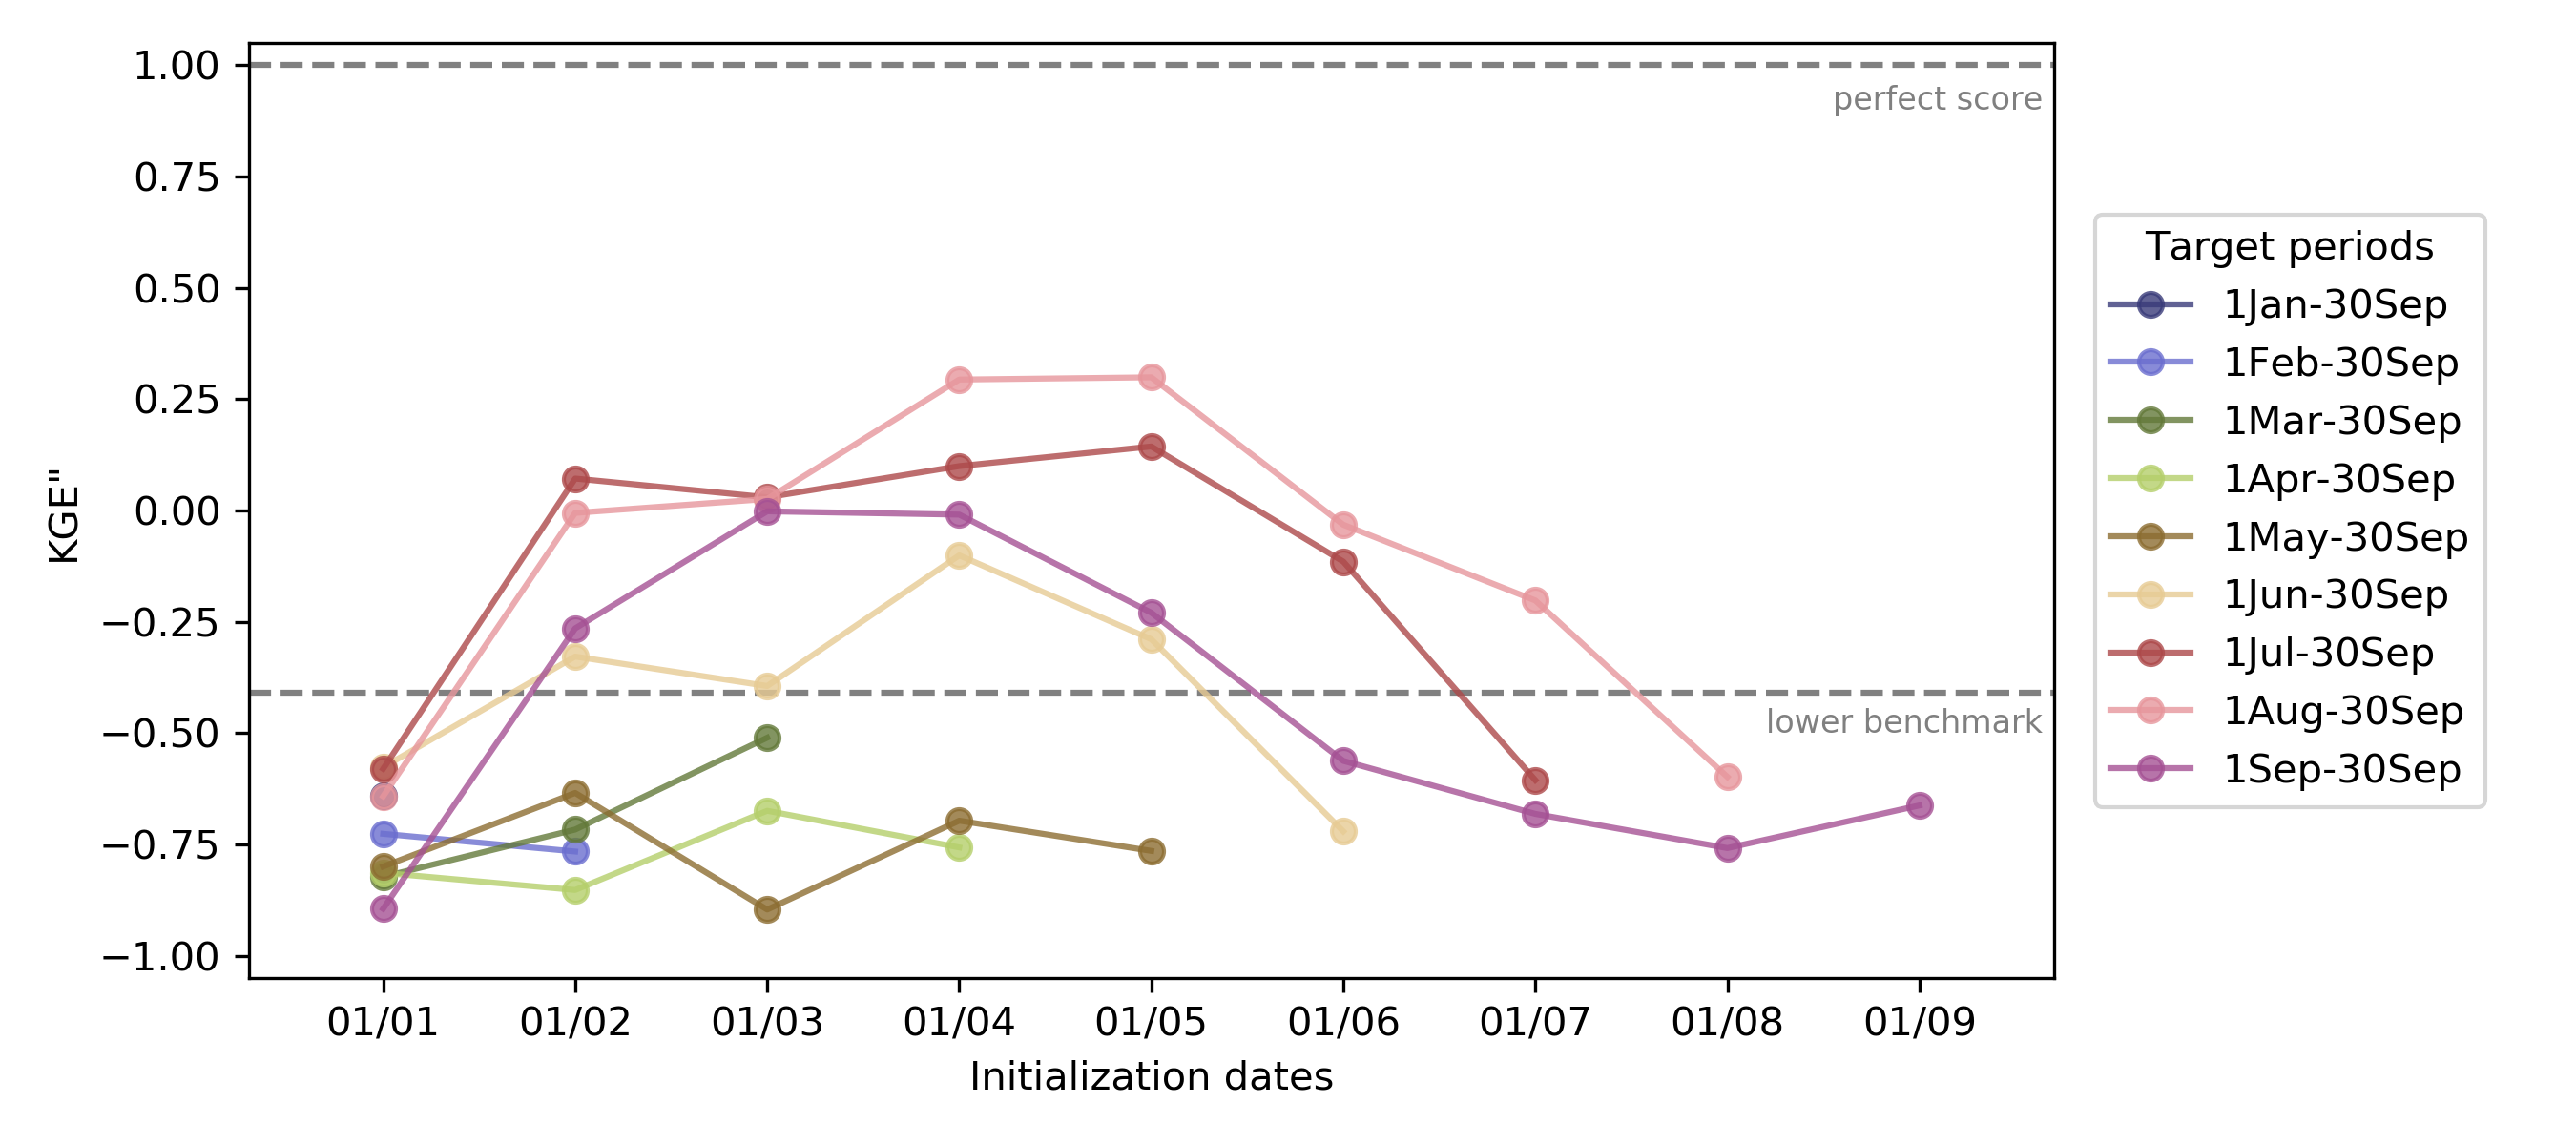 1.00
0.75
0.50
0.25
0.00
−0.25
−0.50
−0.75
−1.00
KGE"
perfect score
lower benchmark
01/01 01/02 01/03 01/04 01/05 01/06 01/07 01/08 01/09
Initialization dates
Target periods
1Jan-30Sep
1Feb-30Sep
1Mar-30Sep
1Apr-30Sep
1May-30Sep
1Jun-30Sep
1Jul-30Sep
1Aug-30Sep
1Sep-30Sep